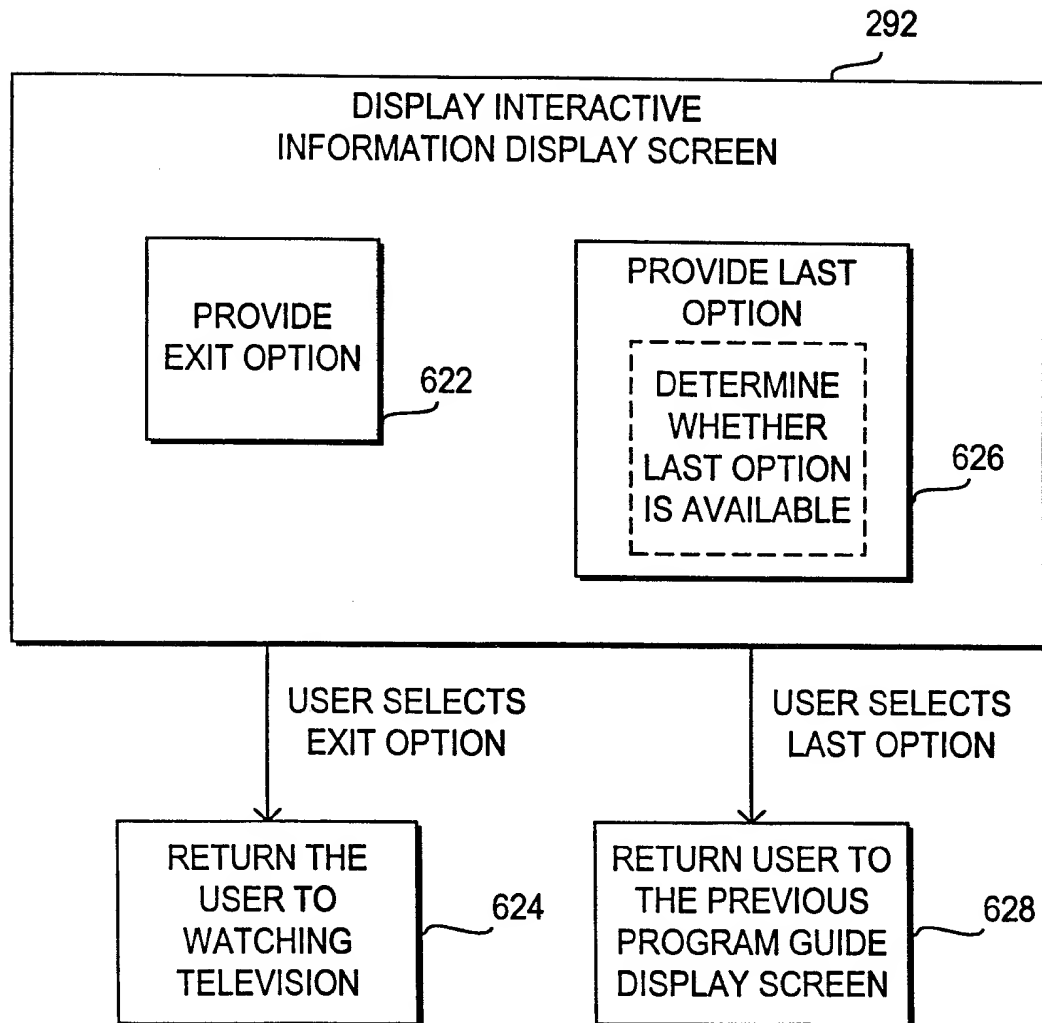 292
DISPLAY INTERACTIVE
INFORMATION DISPLAY SCREEN
PROVIDE
EXIT OPTION
622
PROVIDE LAST
OPTION
DETERMINE
WHETHER
LAST OPTION
IS AVAILABLE
626
USER SELECTS
EXIT OPTION
USER SELECTS
LAST OPTION
RETURN THE
USER TO
WATCHING
TELEVISION
624
RETURN USER TO
THE PREVIOUS
PROGRAM GUIDE
DISPLAY SCREEN
628